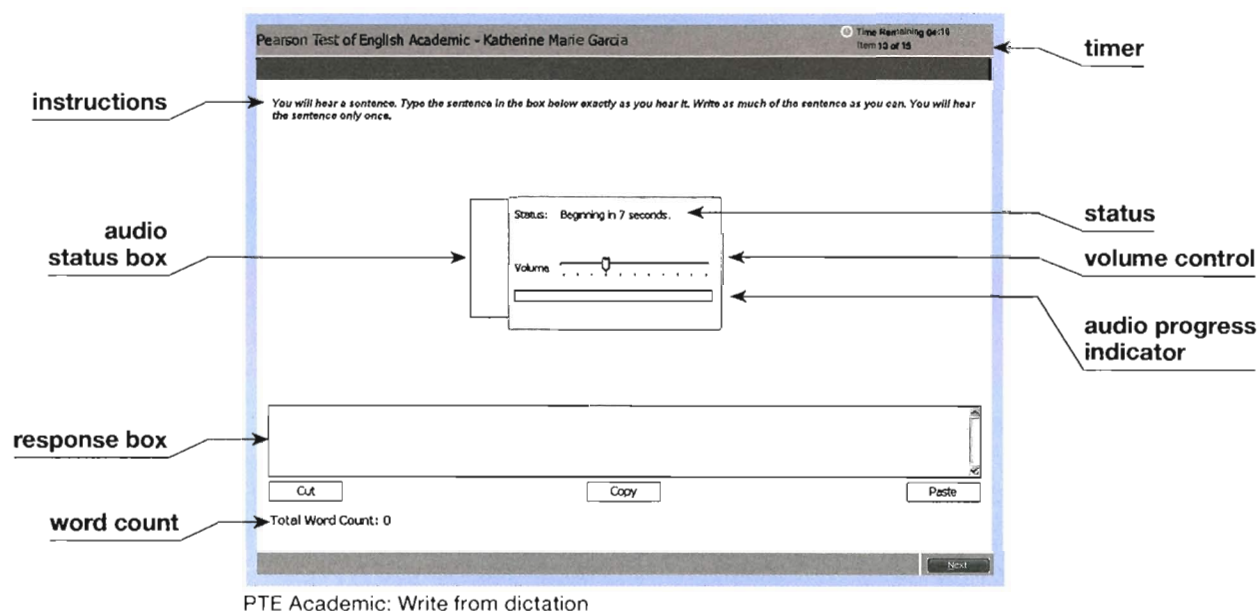 Pearson Test of English Academic - Katherine Marie Garcia
Time Remaining 04:16
Item 13 of 15
timer
instructions
You will hear a sentence. Type the sentence in the box below exactly as you hear it. Write as much of the sentence as you can. You will hear
the sentence only once.
audio
status box
Status: Beginning in 7 seconds.
status
Volume
volume control
audio progress
indicator
response box
Cut Copy Paste
word count
Total Word Count: 0
Next
PTE Academic: Write from dictation